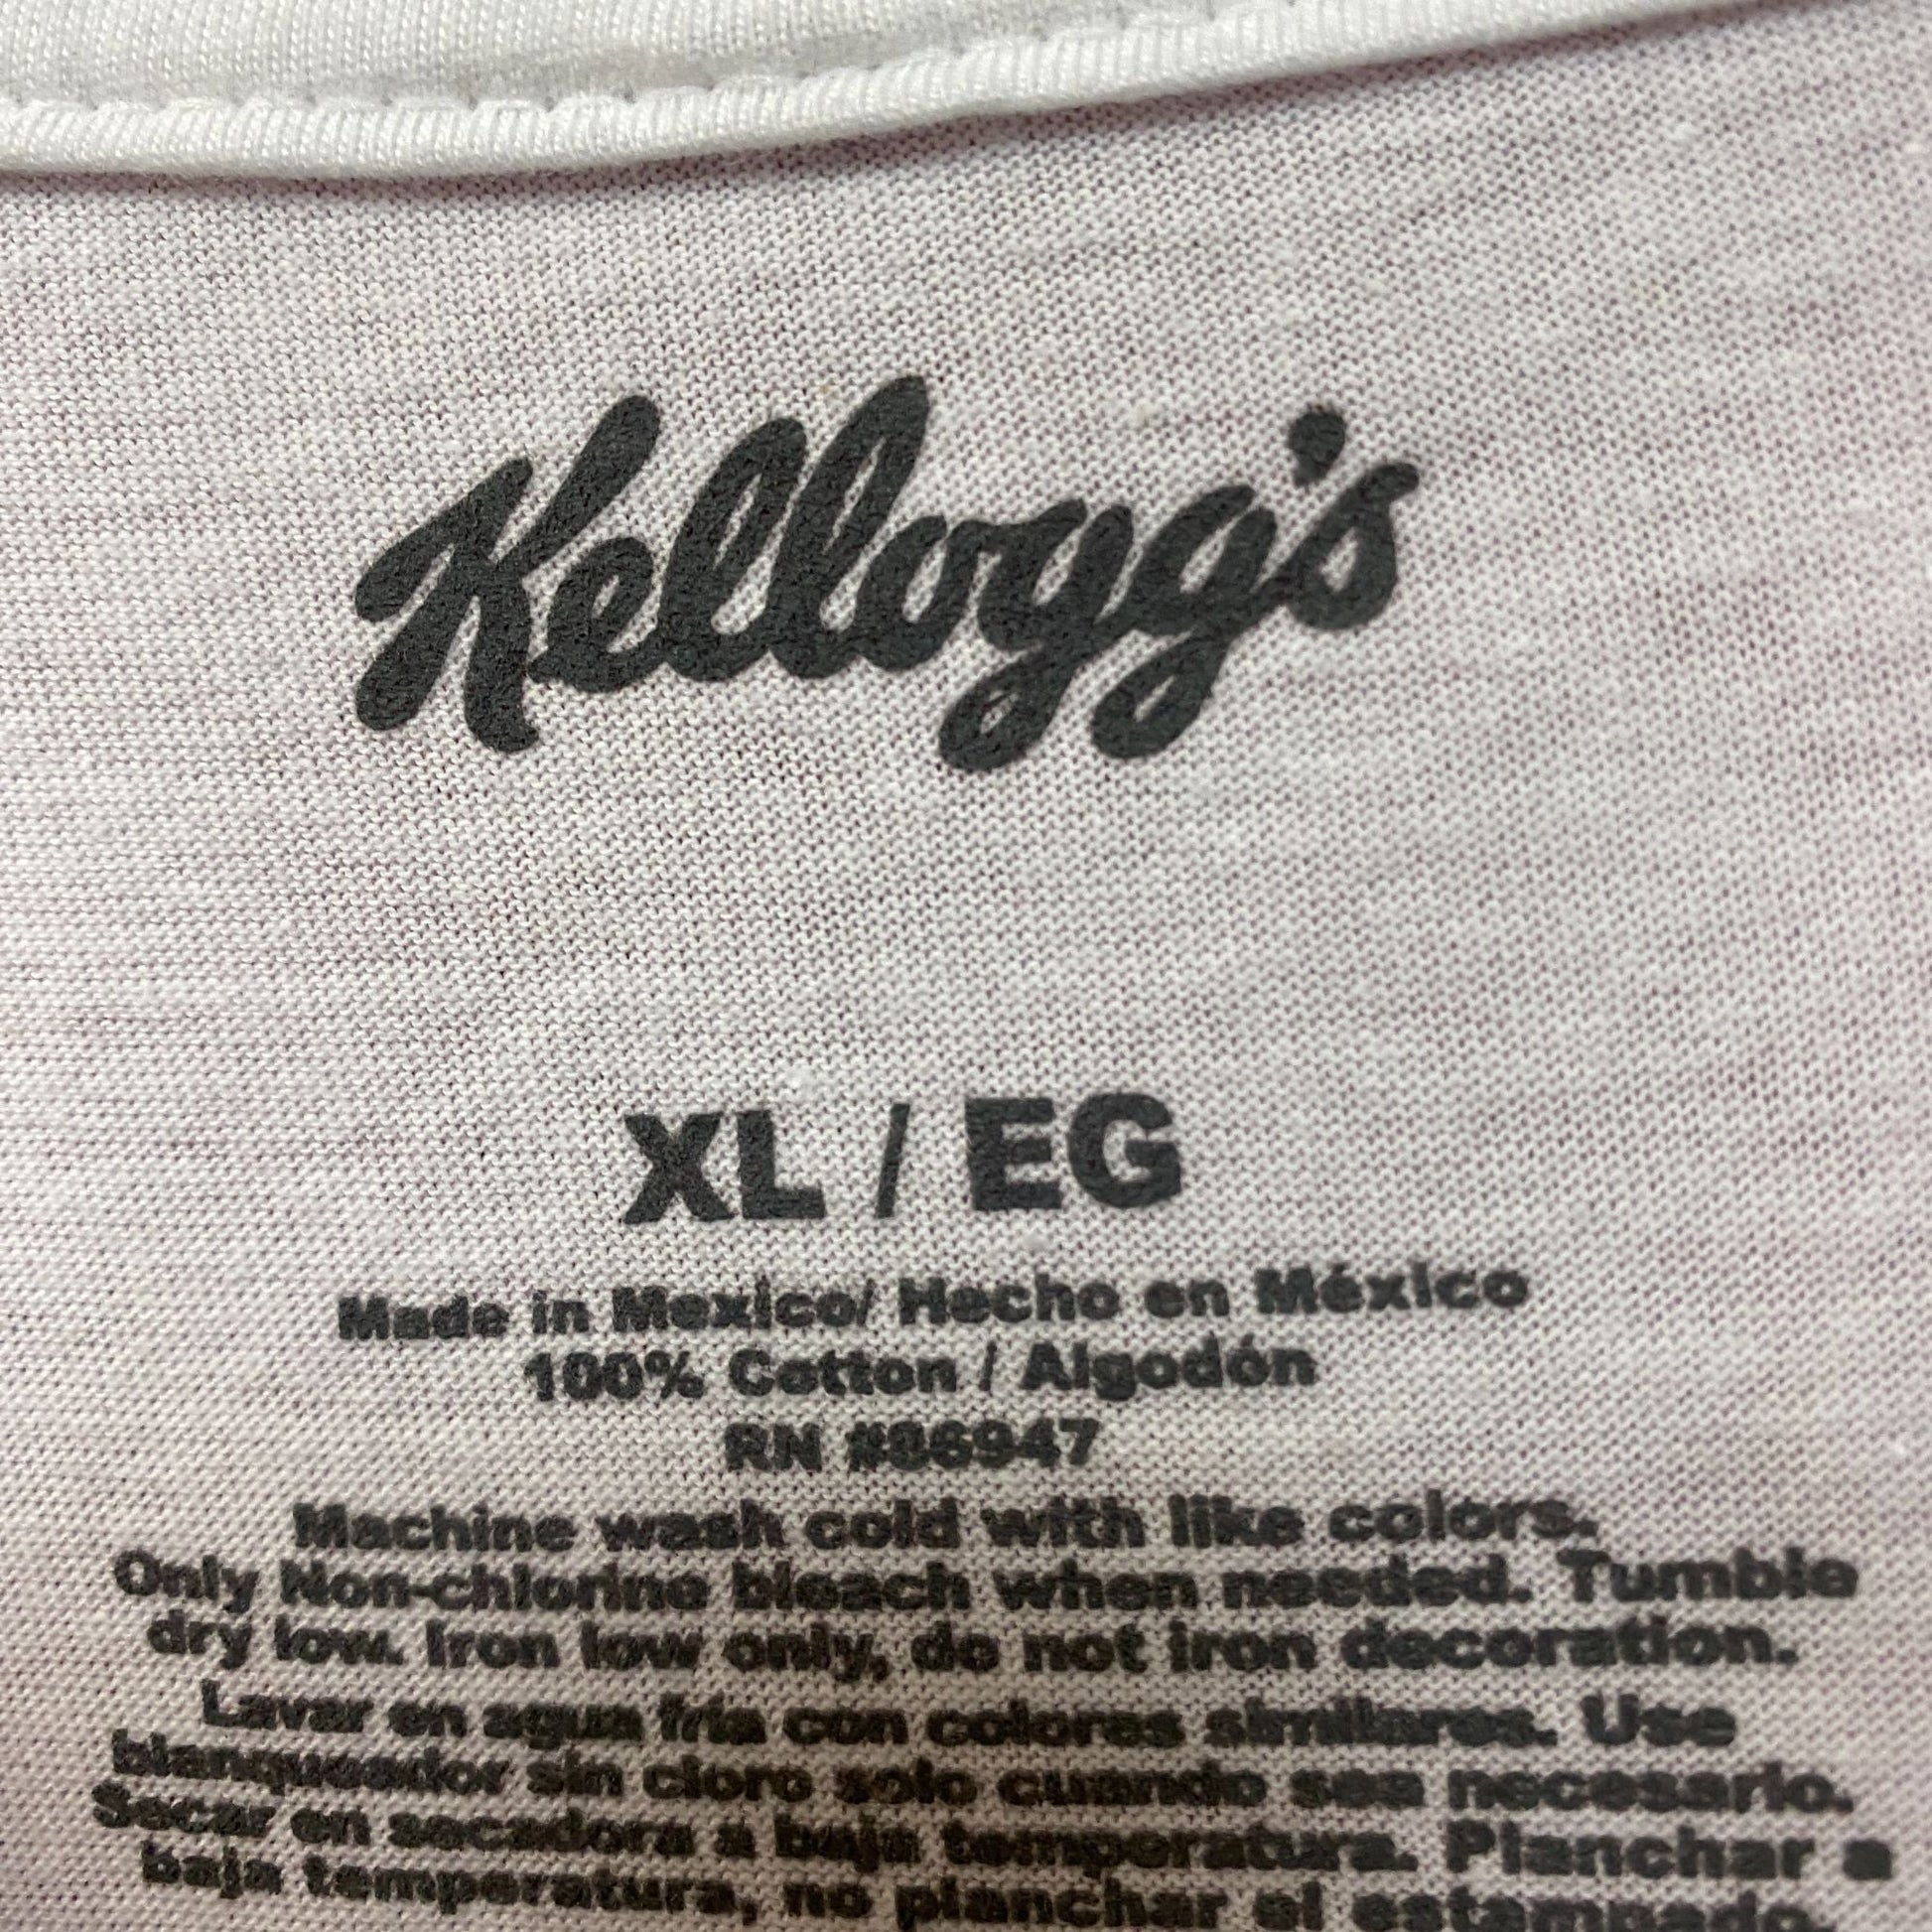 Kellogg's
XL / EG
Made in Mexico/ Hecho en México
100% Cotton / Algodón
RN #86947
Machine wash cold with like colors.
Only Non-chlorine bleach when needed. Tumble
dry low. Iron low only, do not iron decoration.
Lavar en agua fría con colores similares. Use
blanqueador sin cloro solo cuando sea necesario.
Secar en secadora a baja temperatura. Planchar a
baja temperatura, no planchar el estampado.